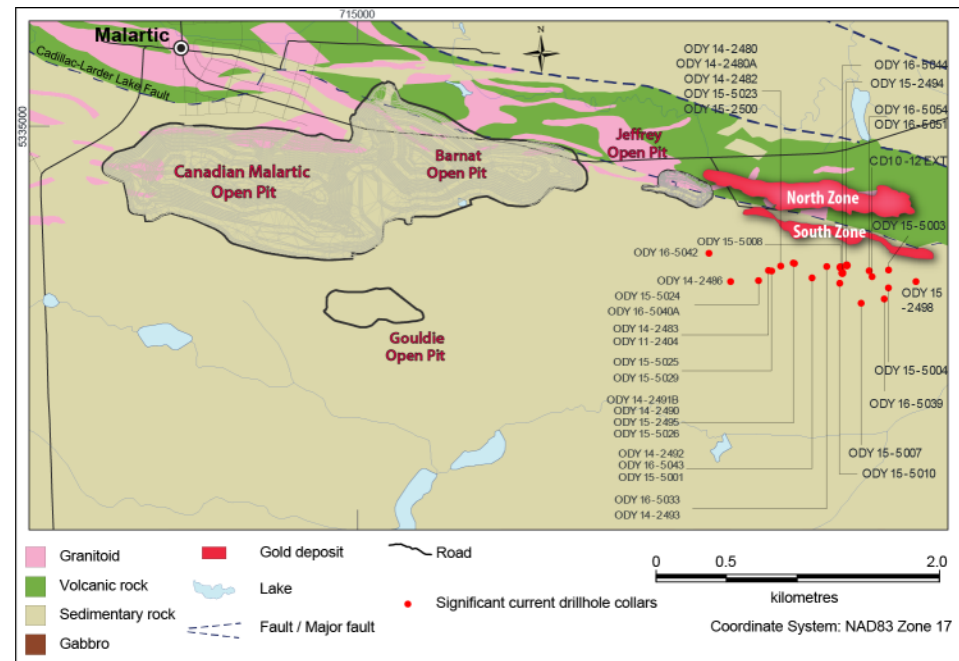 715000
Malartic
N
Cadillac-Larder Lake Fault
5335000
Canadian Malartic
Open Pit
Barnat
Open Pit
Jeffrey
Open Pit
Gouldie
Open Pit
North Zone
South Zone
ODY 14-2480
ODY 14-2480A
ODY 14-2482
ODY 15-5023
ODY 15-2500
ODY 16-5044
ODY 15-2494
ODY 16-5054
ODY 16-5051
CD10-12 EXT
ODY 15-5003
ODY 15-5008
ODY 16-5042
ODY 14-2486
ODY 15-5024
ODY 16-5040A
ODY 14-2483
ODY 11-2404
ODY 15-5025
ODY 15-5029
ODY 14-2491B
ODY 14-2490
ODY 15-2495
ODY 15-5026
ODY 14-2492
ODY 16-5043
ODY 15-5001
ODY 16-5033
ODY 14-2493
ODY 15
-2498
ODY 15-5004
ODY 16-5039
ODY 15-5007
ODY 15-5010
Granitoid
Volcanic rock
Sedimentary rock
Gabbro
Gold deposit
Lake
Fault / Major fault
Road
Significant current drillhole collars
0 0.5 2.0
kilometres
Coordinate System: NAD83 Zone 17